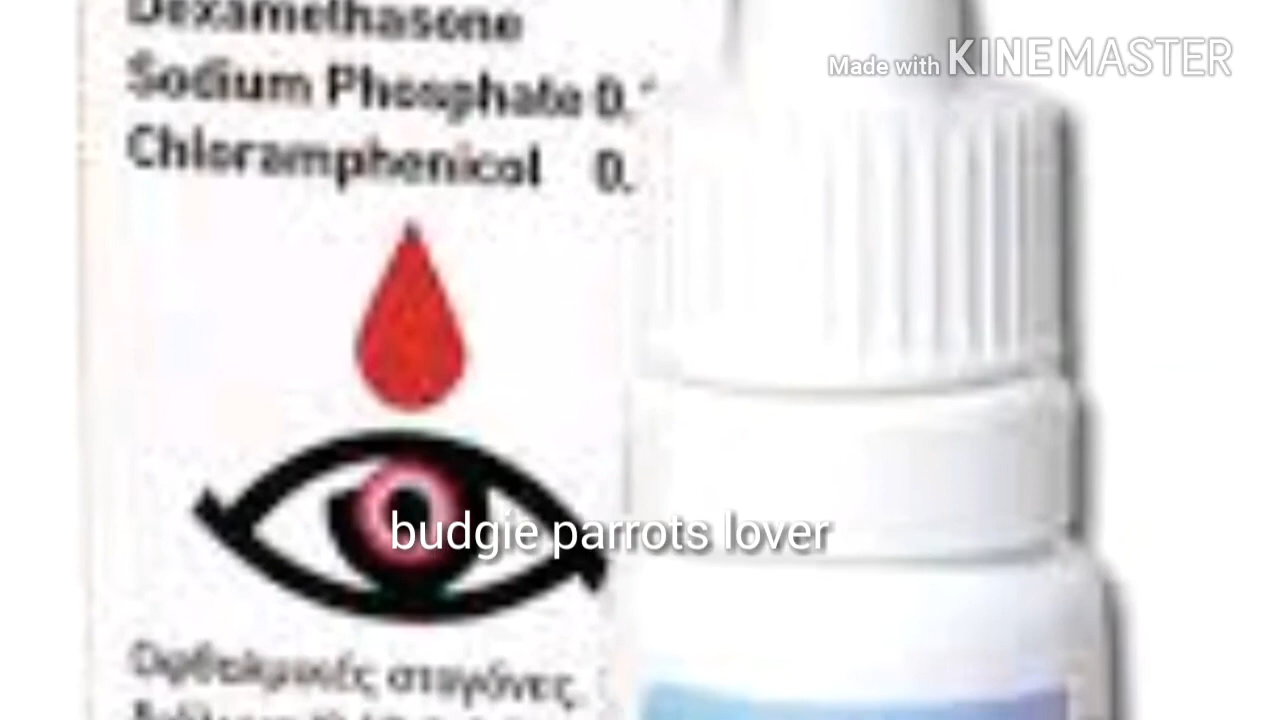 Dexamethasone
Made with KINEMASTER
Sodium Phosphate 0.
Chloramphenicol 0.
budgie parrots lover
Οφθαλμικές σταγόνες,